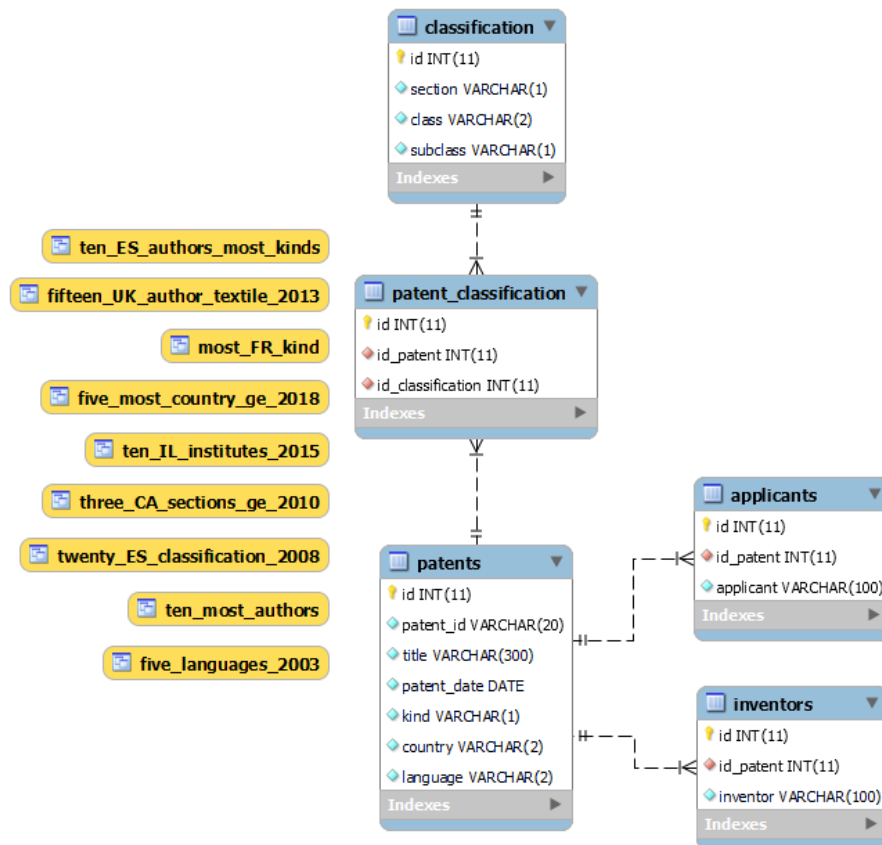 classification
id INT(11)
section VARCHAR(1)
class VARCHAR(2)
subclass VARCHAR(1)
Indexes
ten_ES_authors_most_kinds
fifteen_UK_author_textile_2013
most_FR_kind
five_most_country_ge_2018
ten_IL_institutes_2015
three_CA_sections_ge_2010
twenty_ES_classification_2008
ten_most_authors
five_languages_2003
patent_classification
id INT(11)
id_patent INT(11)
id_classification INT(11)
Indexes
patents
id INT(11)
patent_id VARCHAR(20)
title VARCHAR(300)
patent_date DATE
kind VARCHAR(1)
country VARCHAR(2)
language VARCHAR(2)
Indexes
applicants
id INT(11)
id_patent INT(11)
applicant VARCHAR(100)
Indexes
inventors
id INT(11)
id_patent INT(11)
inventor VARCHAR(100)
Indexes